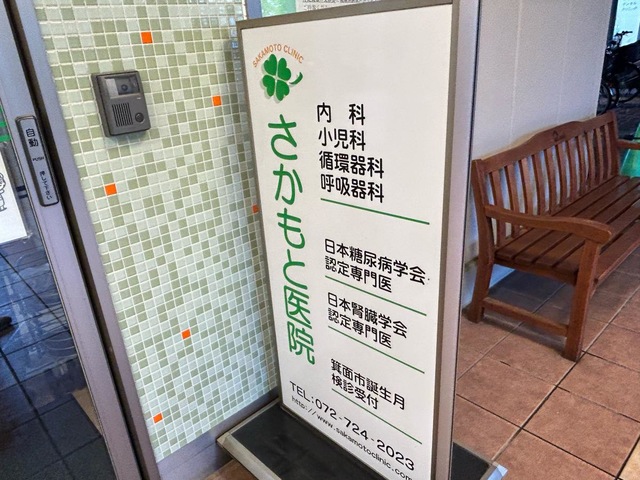 SAKAMOTO CLINIC
さかもと医院
内 科
小児科
循環器科
呼吸器科
日本糖尿病学会
認定専門医
日本腎臓学会
認定専門医
箕面市誕生月
検診受付
TEL:072-724-2023
http://www.sakamotoclinic.com
自動